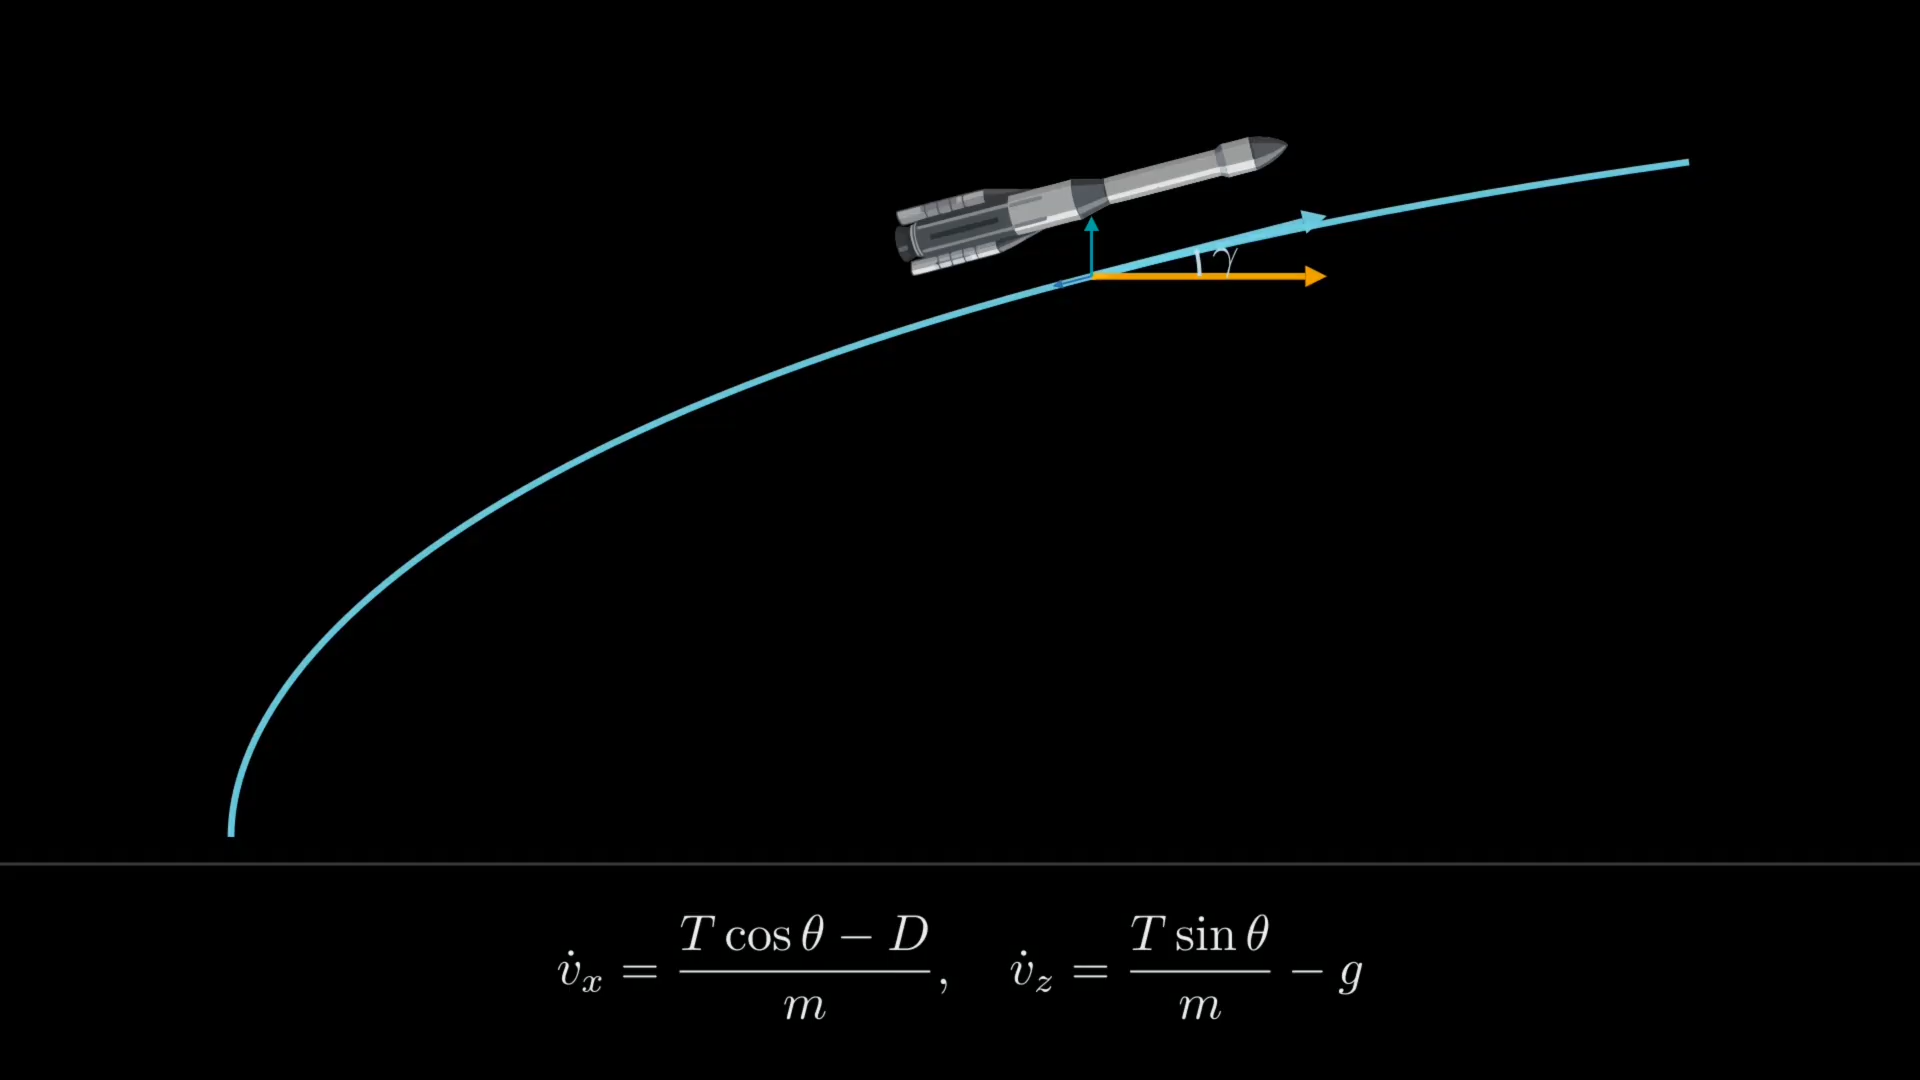 γ
v̇ₓ = (T cos θ − D)/m, v̇_z = (T sin θ)/m − g